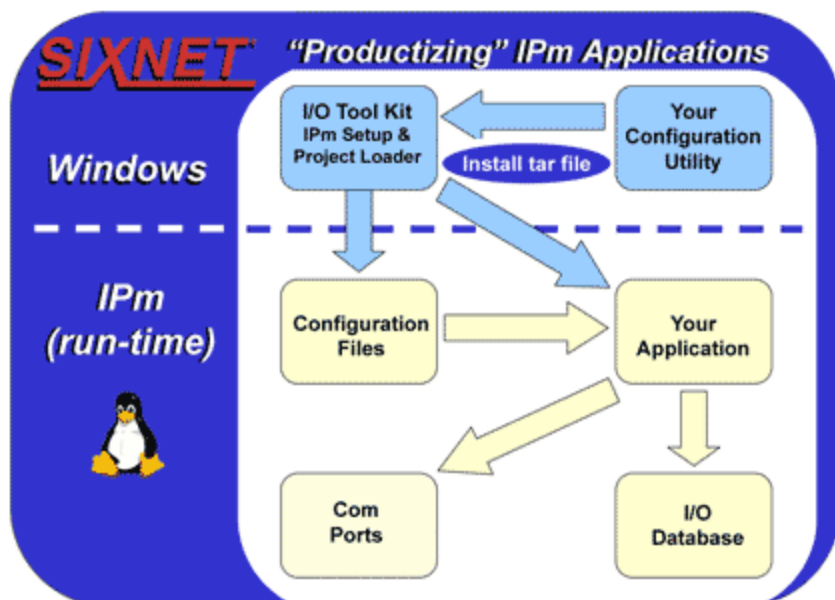 SIXNET
“Productizing” IPm Applications
Windows
I/O Tool Kit
IPm Setup &
Project Loader
Install tar file
Your
Configuration
Utility
IPm
(run-time)
Configuration
Files
Your
Application
Com
Ports
I/O
Database